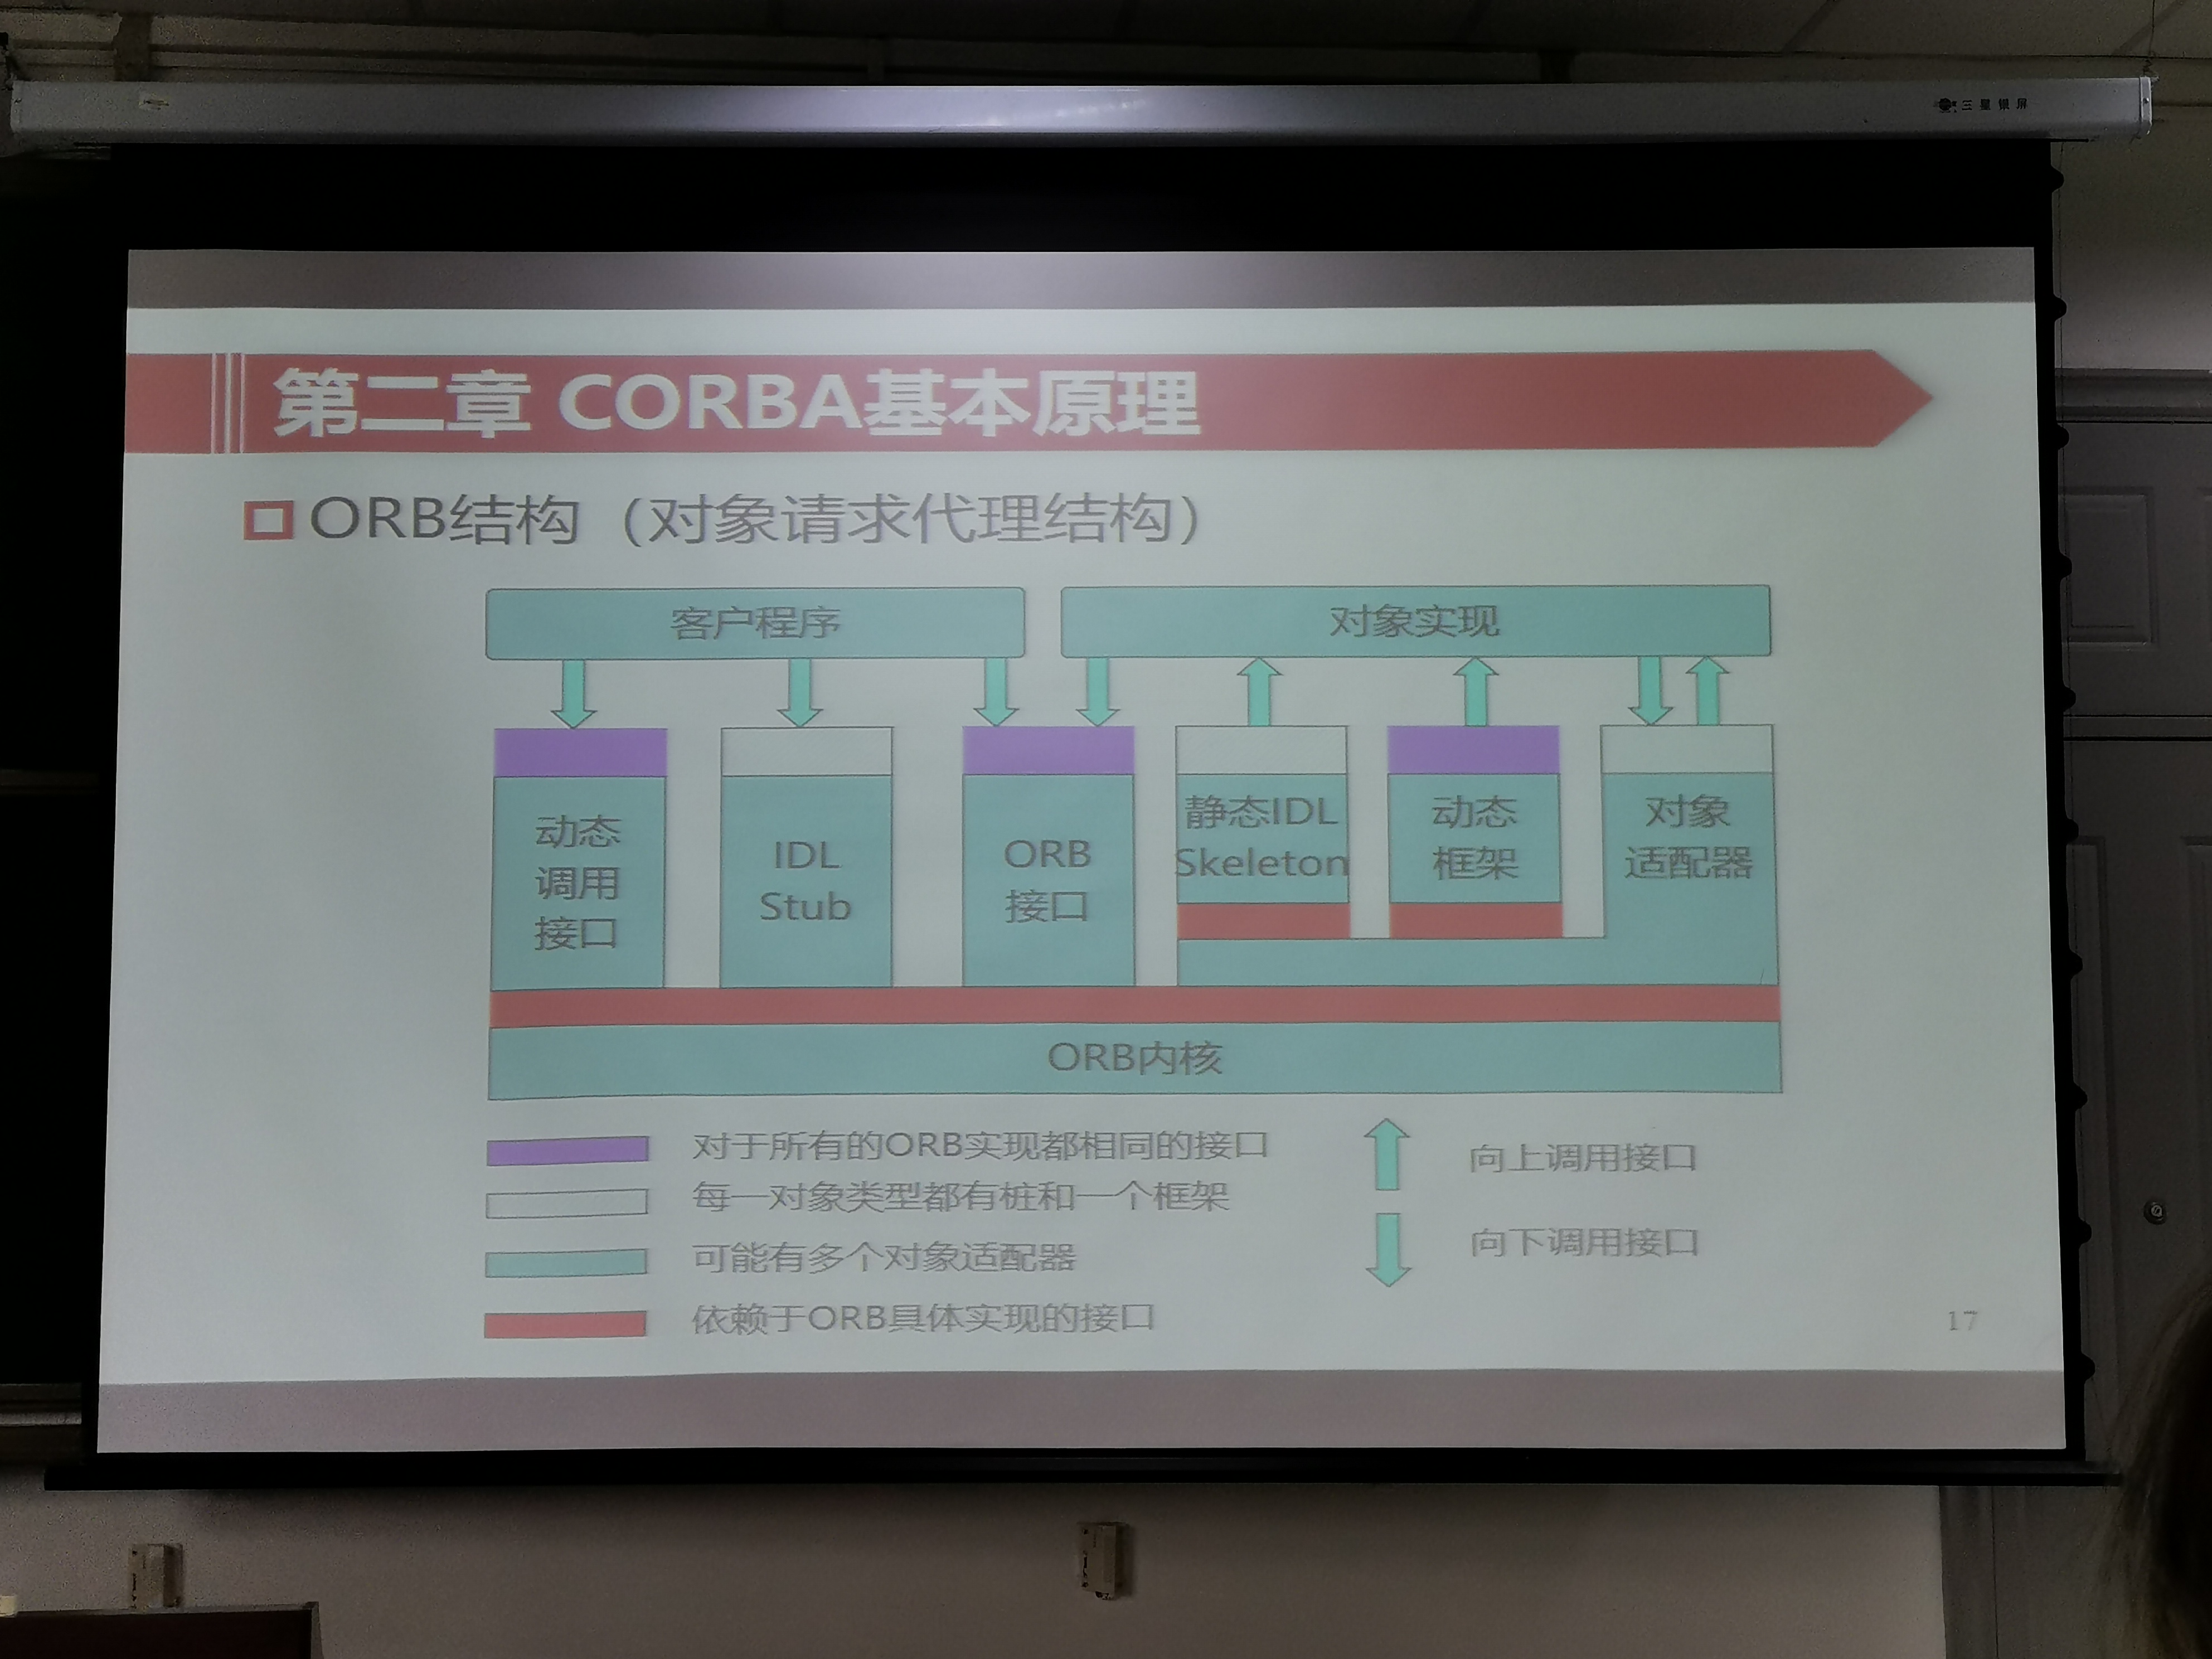 三星银屏
第二章 CORBA基本原理
ORB结构（对象请求代理结构）
客户程序
对象实现
动态
调用
接口
IDL
Stub
ORB
接口
静态IDL
Skeleton
动态
框架
对象
适配器
ORB内核
对于所有的ORB实现都相同的接口
每一对象类型都有桩和一个框架
可能有多个对象适配器
依赖于ORB具体实现的接口
向上调用接口
向下调用接口
17